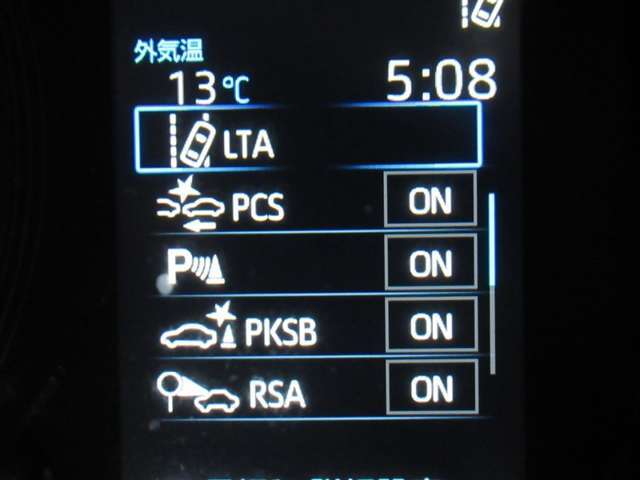 外気温
13°C 5:08
LTA
PCS ON
P ON
PKSB ON
RSA ON